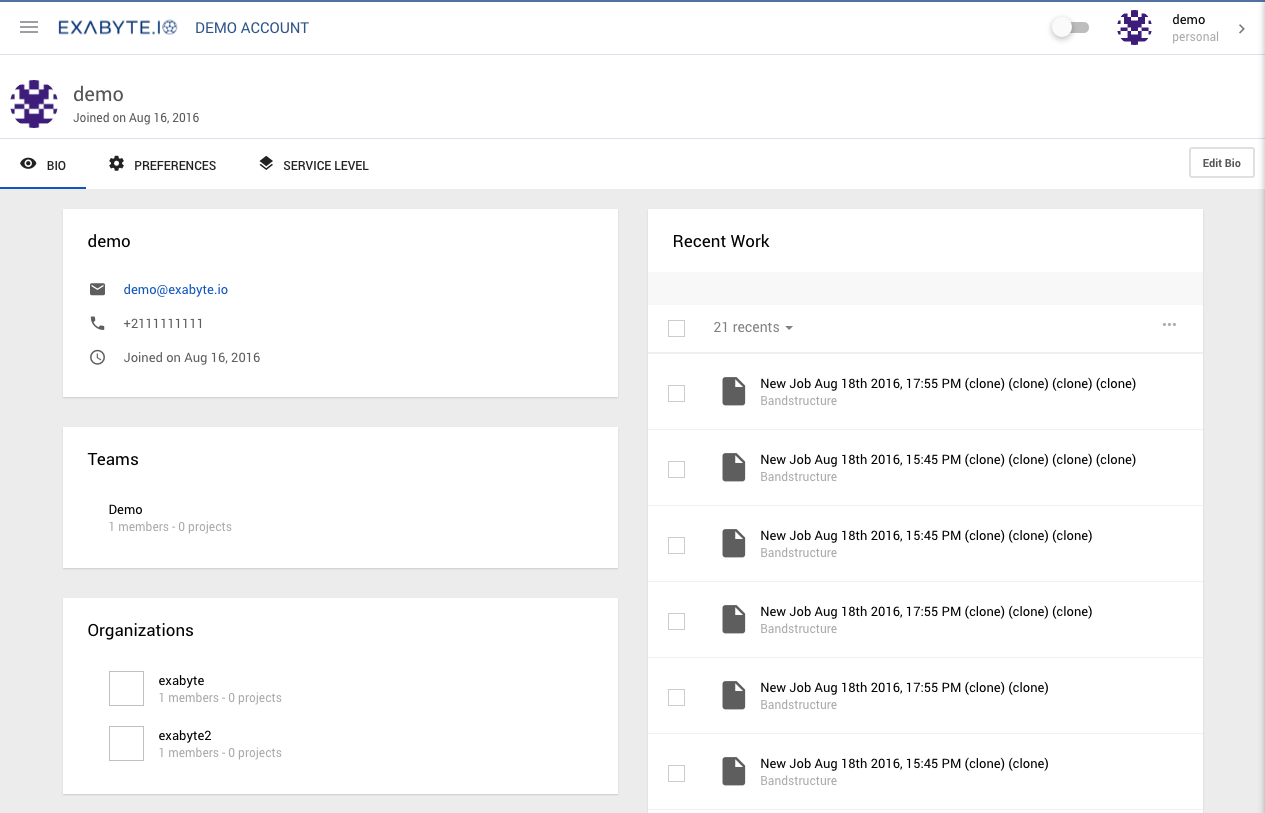 EXABYTE.IO DEMO ACCOUNT
demo
personal
demo
Joined on Aug 16, 2016
BIO PREFERENCES SERVICE LEVEL Edit Bio
demo
demo@exabyte.io
+2111111111
Joined on Aug 16, 2016
Teams
Demo
1 members - 0 projects
Organizations
exabyte
1 members - 0 projects
exabyte2
1 members - 0 projects
Recent Work
21 recents
New Job Aug 18th 2016, 17:55 PM (clone) (clone) (clone) (clone)
Bandstructure
New Job Aug 18th 2016, 15:45 PM (clone) (clone) (clone) (clone)
Bandstructure
New Job Aug 18th 2016, 15:45 PM (clone) (clone) (clone)
Bandstructure
New Job Aug 18th 2016, 17:55 PM (clone) (clone) (clone)
Bandstructure
New Job Aug 18th 2016, 17:55 PM (clone) (clone)
Bandstructure
New Job Aug 18th 2016, 15:45 PM (clone) (clone)
Bandstructure